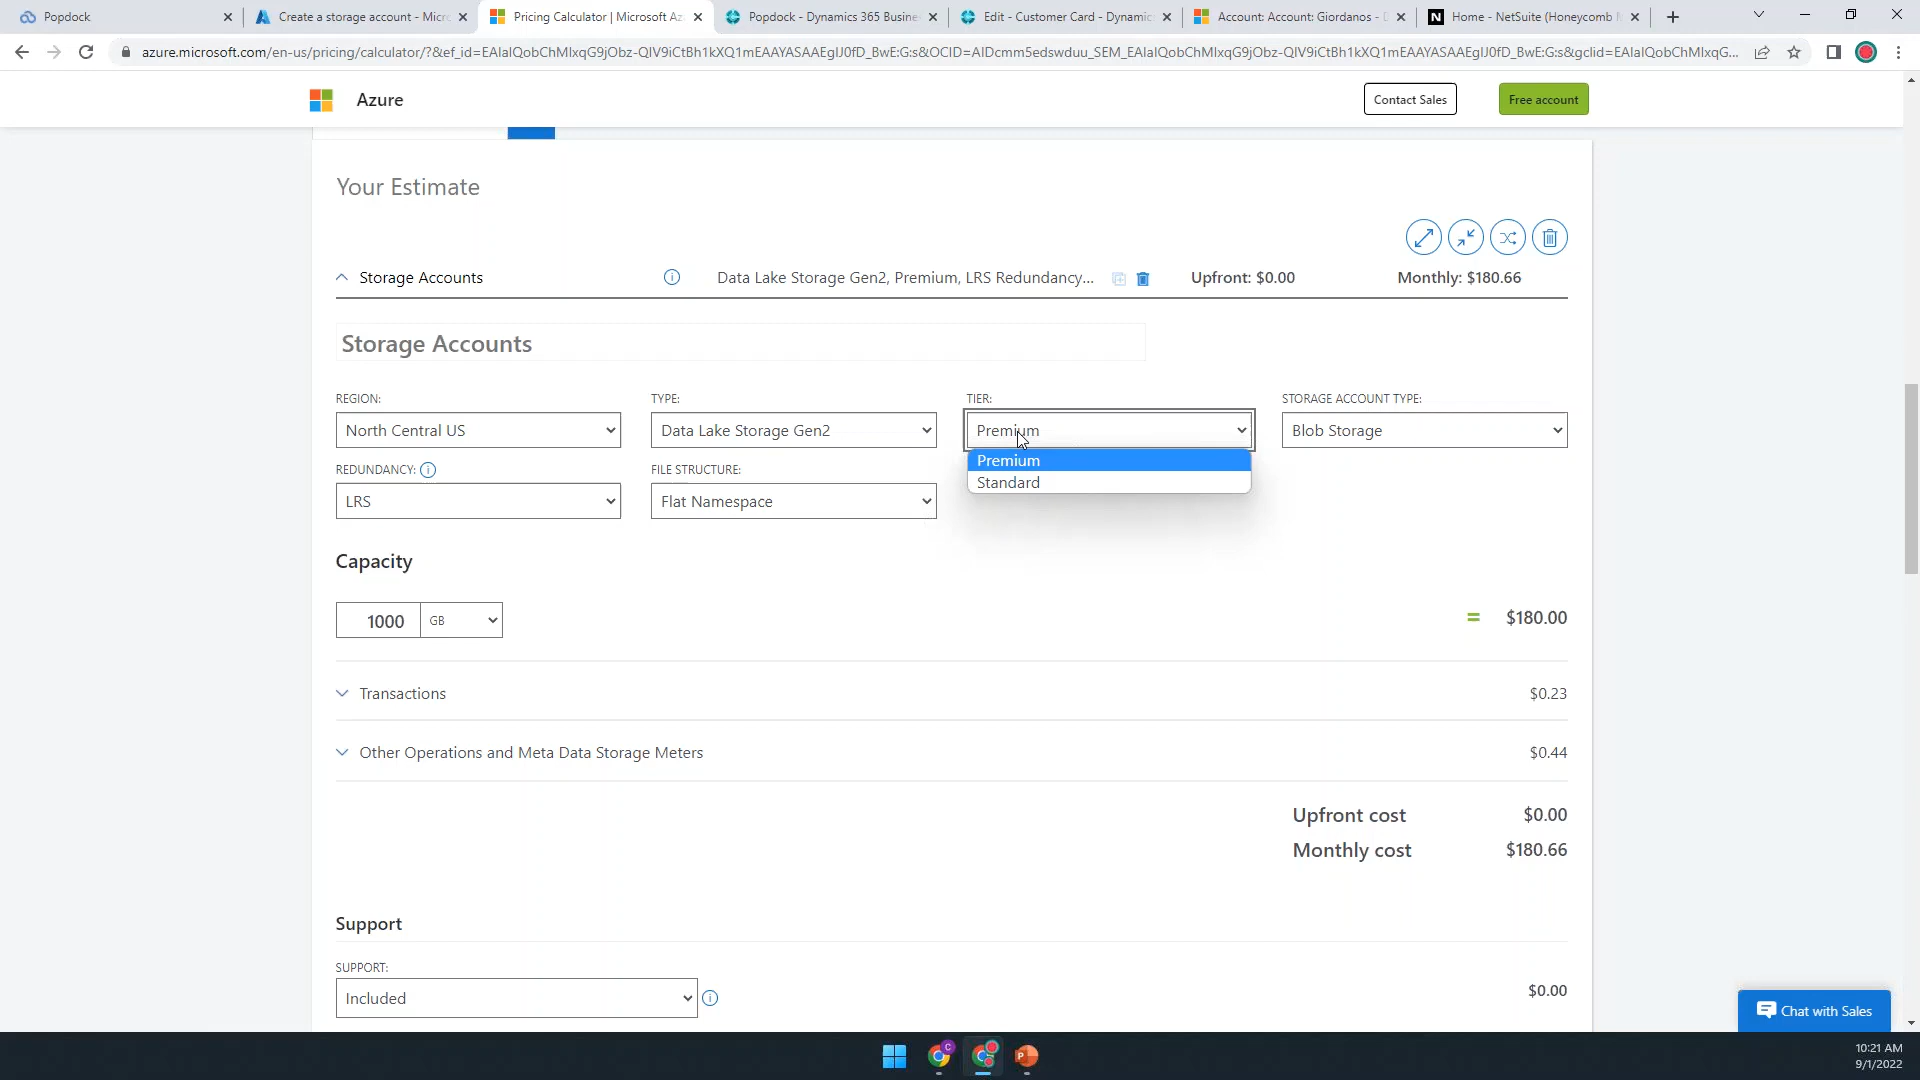 Popdock
Create a storage account - Micr
Pricing Calculator | Microsoft Az
Popdock - Dynamics 365 Busine
Edit - Customer Card - Dynamic
Account: Account: Giordanos - D
Home - NetSuite (Honeycomb M
azure.microsoft.com/en-us/pricing/calculator/?&ef_id=EAIaIQobChMIxqG9jObz-QIV9iCtBh1kXQ1mEAAYASAAEgIJ0fD_BwE:G:s&OCID=AIDcmm5edswduu_SEM_EAIaIQobChMIxqG9jObz-QIV9iCtBh1kXQ1mEAAYASAAEgIJ0fD_BwE:G:s&gclid=EAIaIQobChMIxqG...
Azure
Contact Sales
Free account
Your Estimate
Storage Accounts
Data Lake Storage Gen2, Premium, LRS Redundancy...
Upfront: $0.00
Monthly: $180.66
Storage Accounts
REGION:
TYPE:
TIER:
STORAGE ACCOUNT TYPE:
North Central US
Data Lake Storage Gen2
Premium
Blob Storage
Premium
Standard
REDUNDANCY:
FILE STRUCTURE:
LRS
Flat Namespace
Capacity
1000 GB
= $180.00
Transactions
$0.23
Other Operations and Meta Data Storage Meters
$0.44
Upfront cost $0.00
Monthly cost $180.66
Support
SUPPORT:
Included
$0.00
Chat with Sales
10:21 AM
9/1/2022